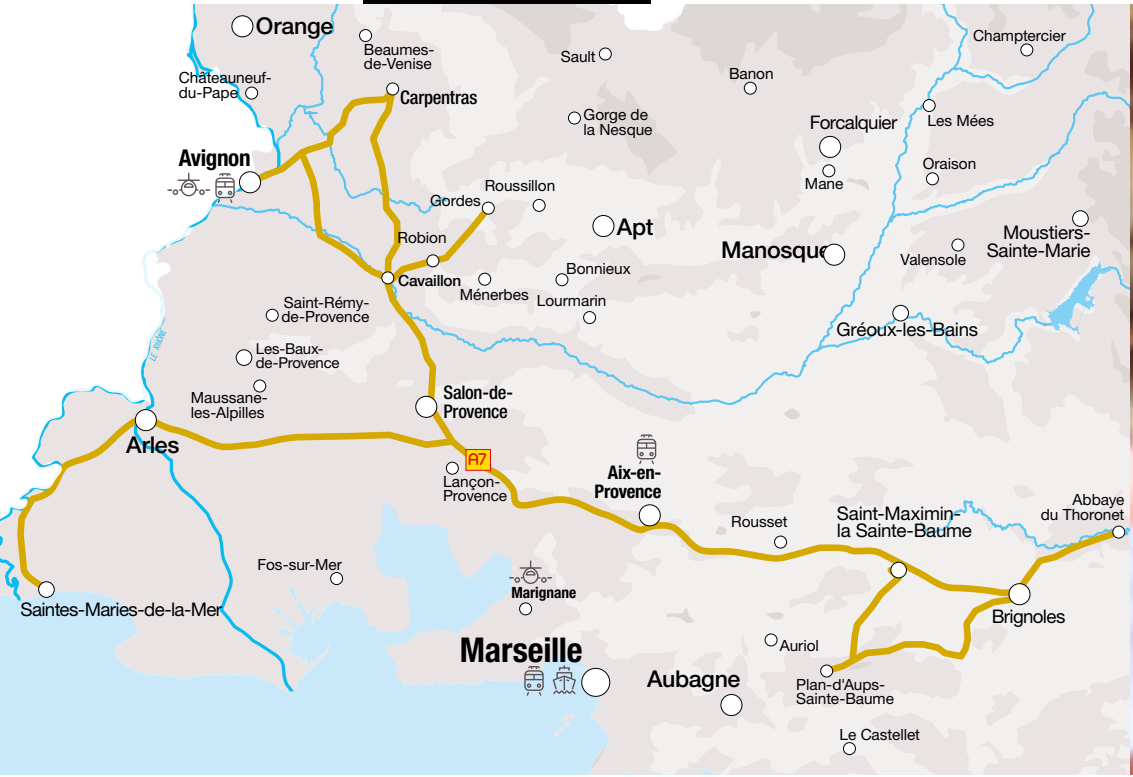 Orange
Beaumes-
de-Venise
Sault
Champtercier
Châteauneuf-
du-Pape
Banon
Carpentras
Gorge de
la Nesque
Forcalquier
Les Mées
Avignon
Mane
Oraison
Roussillon
Gordes
Apt
Robion
Manosque
Valensole
Moustiers-
Sainte-Marie
Cavaillon
Ménerbes
Bonnieux
Lourmarin
Saint-Rémy-
de-Provence
Gréoux-les-Bains
LE RHÔNE
Les-Baux-
de-Provence
Maussane-
les-Alpilles
Salon-de-
Provence
Arles
A7
Lançon-
Provence
Aix-en-
Provence
Rousset
Saint-Maximin-
la Sainte-Baume
Abbaye
du Thoronet
Fos-sur-Mer
Marignane
Saintes-Maries-de-la-Mer
Brignoles
Marseille
Auriol
Aubagne
Plan-d'Aups-
Sainte-Baume
Le Castellet